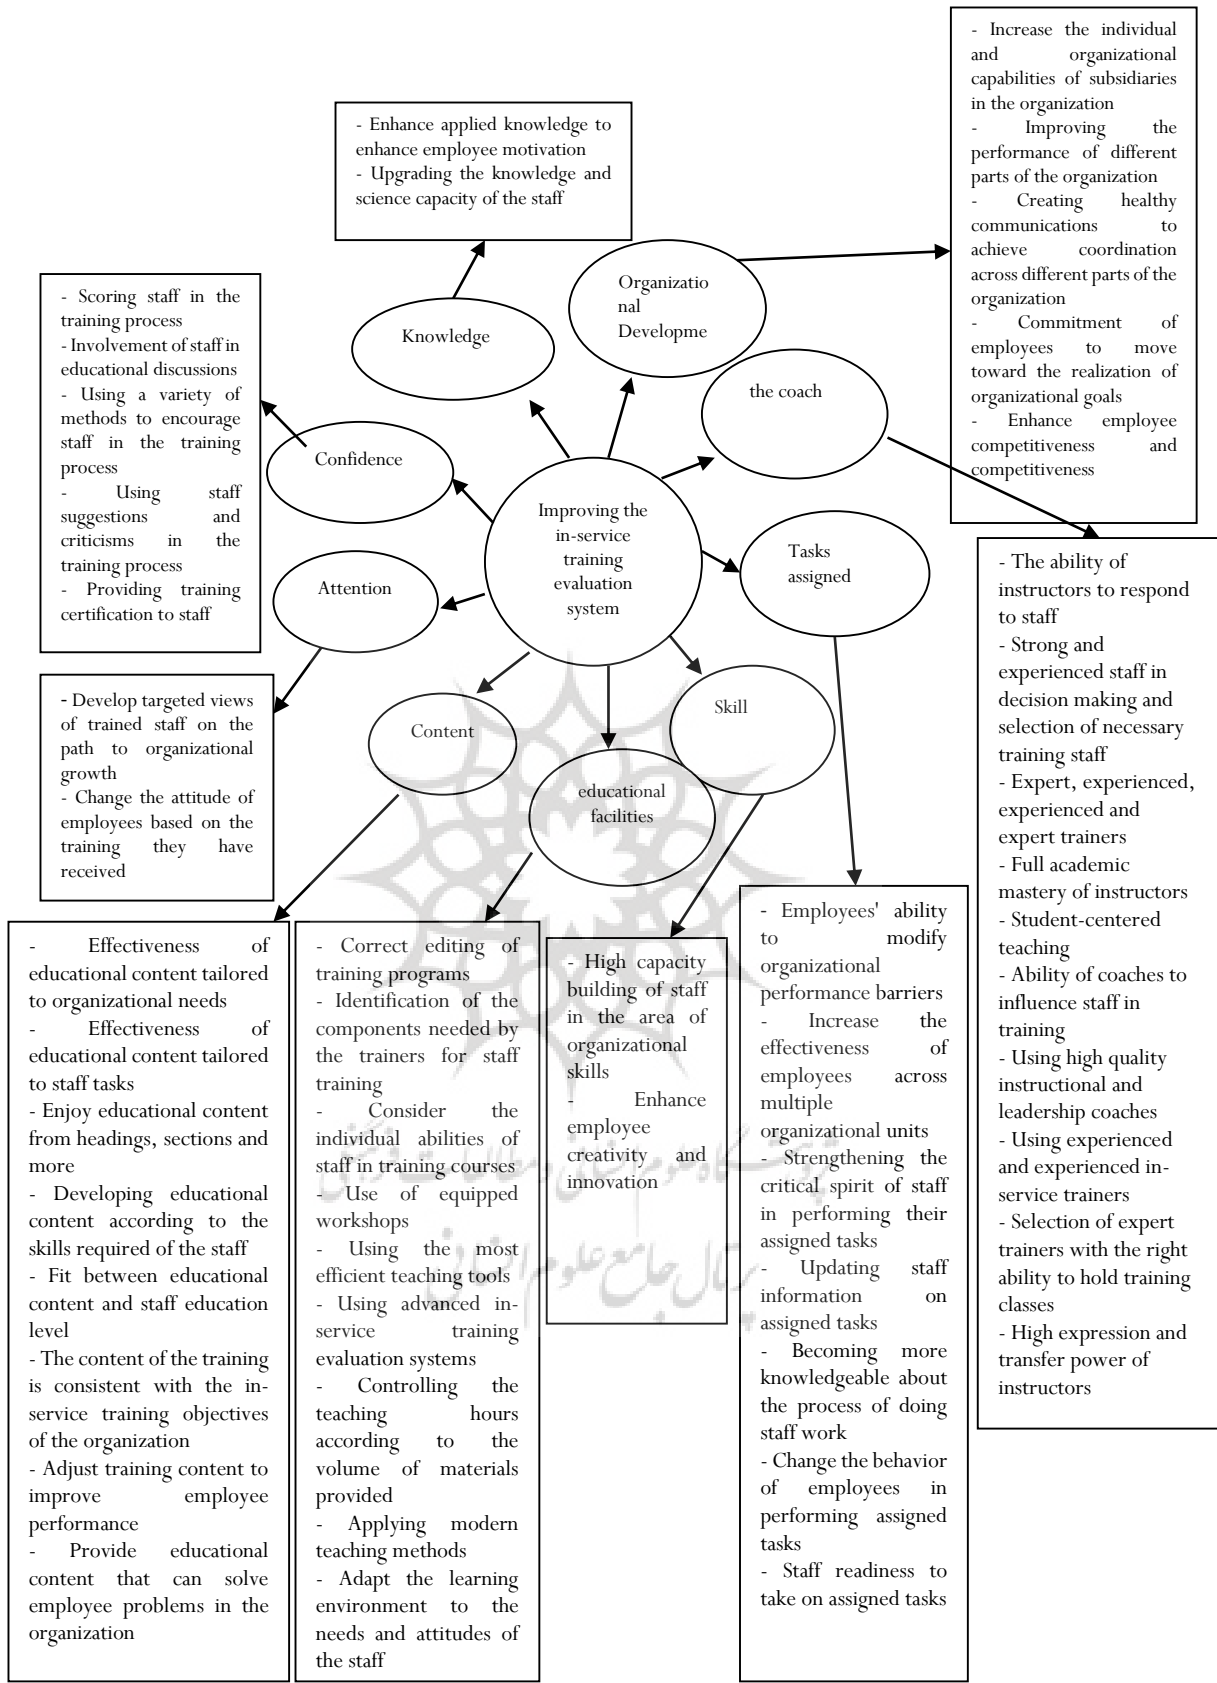 - Increase the individual
and organizational
capabilities of subsidiaries
in the organization
- Improving the
performance of different
parts of the organization
- Creating healthy
communications to
achieve coordination
across different parts of the
organization
- Commitment of
employees to move
toward the realization of
organizational goals
- Enhance employee
competitiveness and
competitiveness
- Enhance applied knowledge to
enhance employee motivation
- Upgrading the knowledge and
science capacity of the staff
Organizatio
nal
Developme
Knowledge
the coach
- Scoring staff in the
training process
- Involvement of staff in
educational discussions
- Using a variety of
methods to encourage
staff in the training
process
- Using staff
suggestions and
criticisms in the
training process
- Providing training
certification to staff
Confidence
Improving the
in-service
training
evaluation
system
Tasks
assigned
Attention
- The ability of
instructors to respond
to staff
- Strong and
experienced staff in
decision making and
selection of necessary
training staff
- Expert, experienced,
experienced and
expert trainers
- Full academic
mastery of instructors
- Student-centered
teaching
- Ability of coaches to
influence staff in
training
- Using high quality
instructional and
leadership coaches
- Using experienced
and experienced in-
service trainers
- Selection of expert
trainers with the right
ability to hold training
classes
- High expression and
transfer power of
instructors
- Develop targeted views
of trained staff on the
path to organizational
growth
- Change the attitude of
employees based on the
training they have
received
Content
Skill
educational
facilities
- Effectiveness of
educational content tailored
to organizational needs
- Effectiveness of
educational content tailored
to staff tasks
- Enjoy educational content
from headings, sections and
more
- Developing educational
content according to the
skills required of the staff
- Fit between educational
content and staff education
level
- The content of the training
is consistent with the in-
service training objectives
of the organization
- Adjust training content to
improve employee
performance
- Provide educational
content that can solve
employee problems in the
organization
- Correct editing of
training programs
- Identification of the
components needed by
the trainers for staff
training
- Consider the
individual abilities of
staff in training courses
- Use of equipped
workshops
- Using the most
efficient teaching tools
- Using advanced in-
service training
evaluation systems
- Controlling the
teaching hours
according to the
volume of materials
provided
- Applying modern
teaching methods
- Adapt the learning
environment to the
needs and attitudes of
the staff
- High capacity
building of staff
in the area of
organizational
skills
- Enhance
employee
creativity and
innovation
- Employees' ability
to modify
organizational
performance barriers
- Increase the
effectiveness of
employees across
multiple
organizational units
- Strengthening the
critical spirit of staff
in performing their
assigned tasks
- Updating staff
information on
assigned tasks
- Becoming more
knowledgeable about
the process of doing
staff work
- Change the behavior
of employees in
performing assigned
tasks
- Staff readiness to
take on assigned tasks
پژوهشگاه علوم انسانی و مطالعات فرهنگی
پرتال جامع علوم انسانی